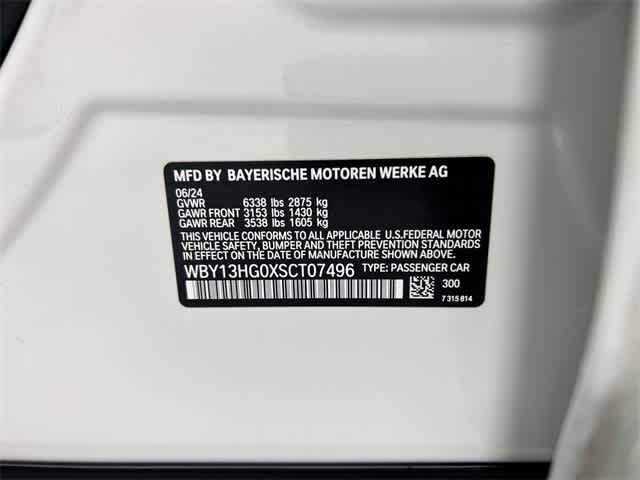 MFD BY BAYERISCHE MOTOREN WERKE AG
06/24
GVWR 6338 lbs 2875 kg
GAWR FRONT 3153 lbs 1430 kg
GAWR REAR 3538 lbs 1605 kg
THIS VEHICLE CONFORMS TO ALL APPLICABLE U.S.FEDERAL MOTOR
VEHICLE SAFETY, BUMPER AND THEFT PREVENTION STANDARDS
IN EFFECT ON THE DATE OF MANUFACTURE SHOWN ABOVE.
WBY13HG0XSCT07496 TYPE: PASSENGER CAR
300
7 315 814